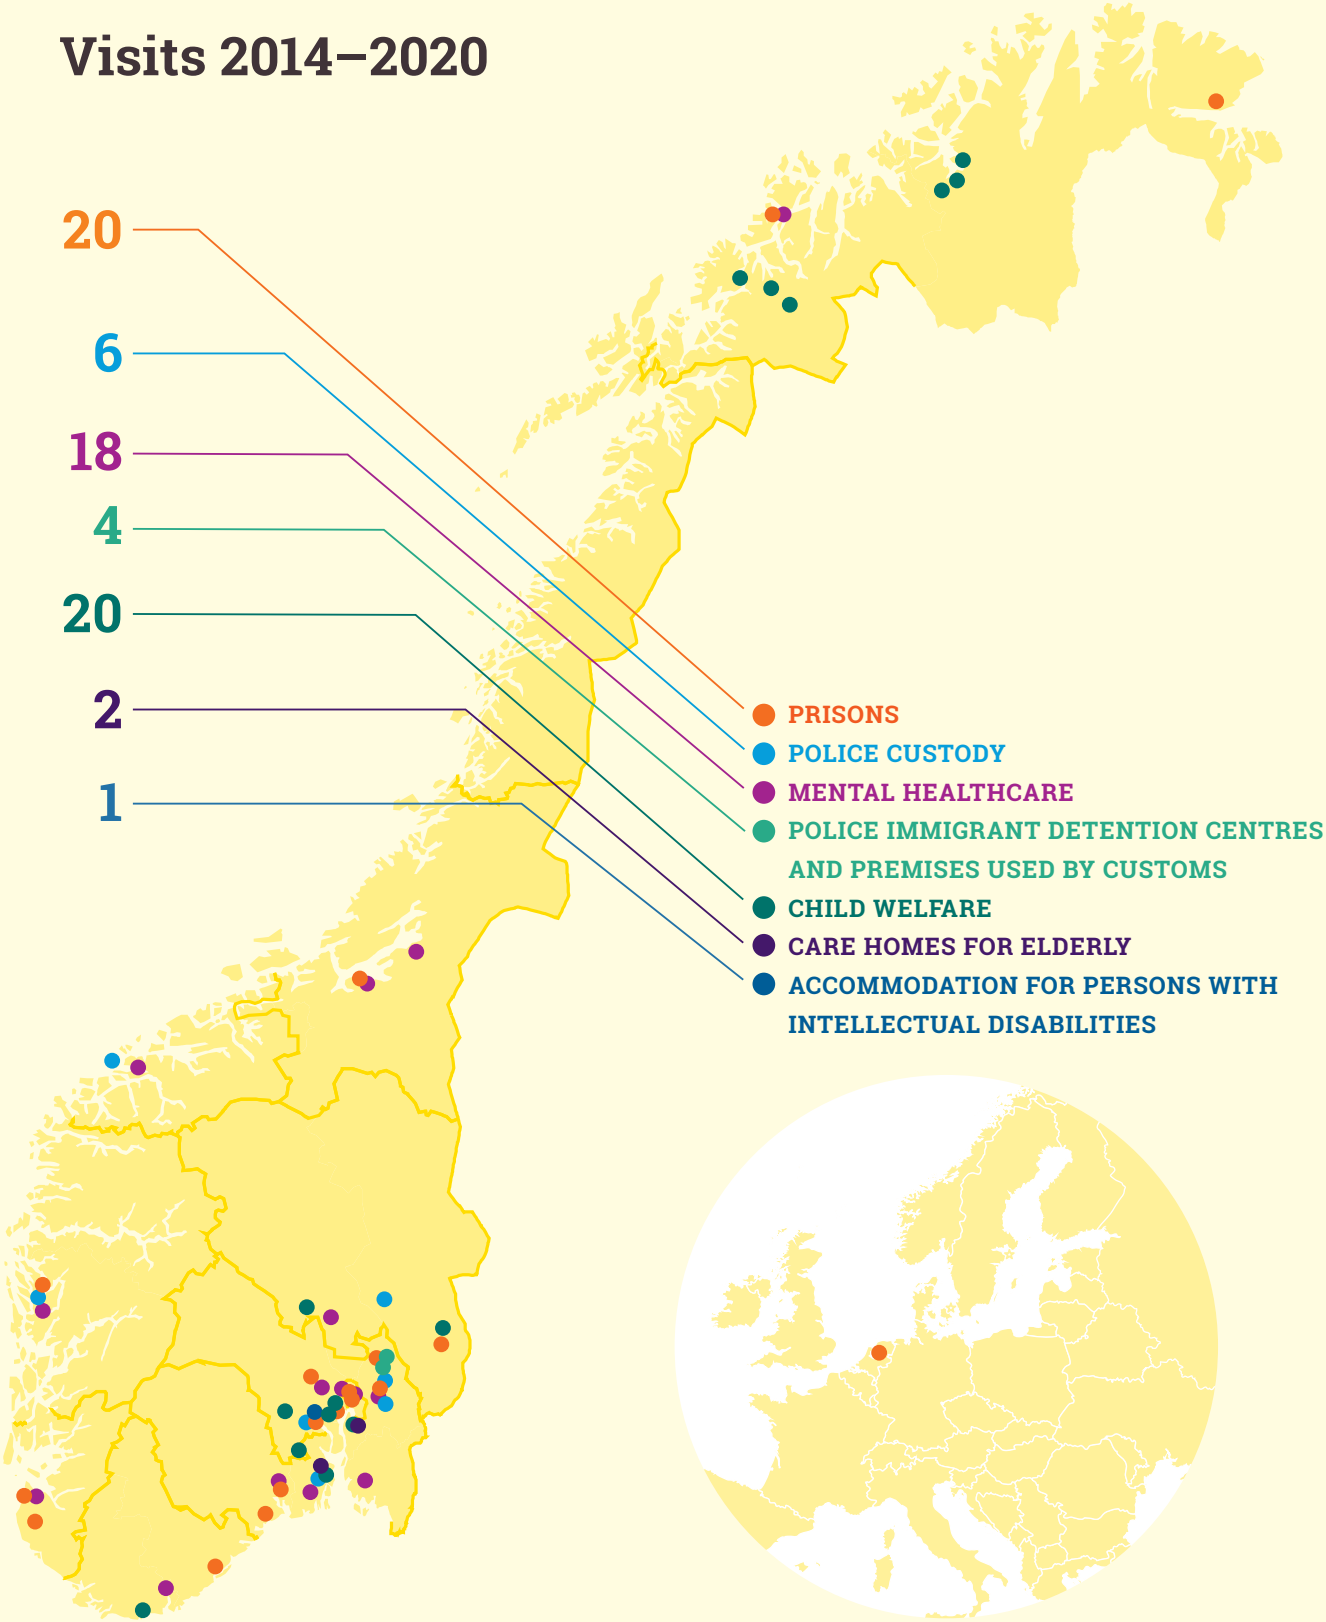 Visits 2014–2020
20
6
18
4
20
2
1
PRISONS
POLICE CUSTODY
MENTAL HEALTHCARE
POLICE IMMIGRANT DETENTION CENTRES
AND PREMISES USED BY CUSTOMS
CHILD WELFARE
CARE HOMES FOR ELDERLY
ACCOMMODATION FOR PERSONS WITH
INTELLECTUAL DISABILITIES